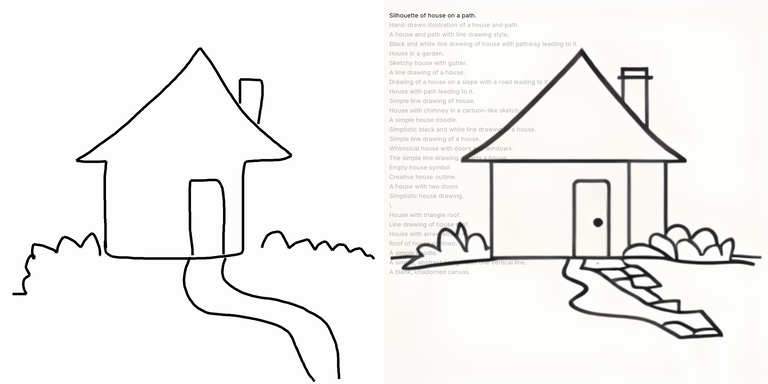 Silhouette of house on a path.
Hand-drawn illustration of a house and path.
A house and path with line drawing style.
Black and white line drawing of house with pathway leading to it.
House in a garden.
Sketchy house with gutter.
A line drawing of a house.
Drawing of a house on a slope with a road leading to it.
House with path leading to it.
Simple line drawing of house.
House with chimney in a cartoon-like sketch.
A simple house doodle.
Simplistic black and white line drawing of a house.
Simple line drawing of a house.
Whimsical house with doors and windows.
The simple line drawing depicts a house.
Empty house symbol
Creative house outline.
A house with two doors
Simplistic house drawing.
\
House with triangle roof.
Line drawing of house roof.
House with
Roof of house outlined.
A simple
A simple abstract vertical line.
A blank, unadorned canvas.